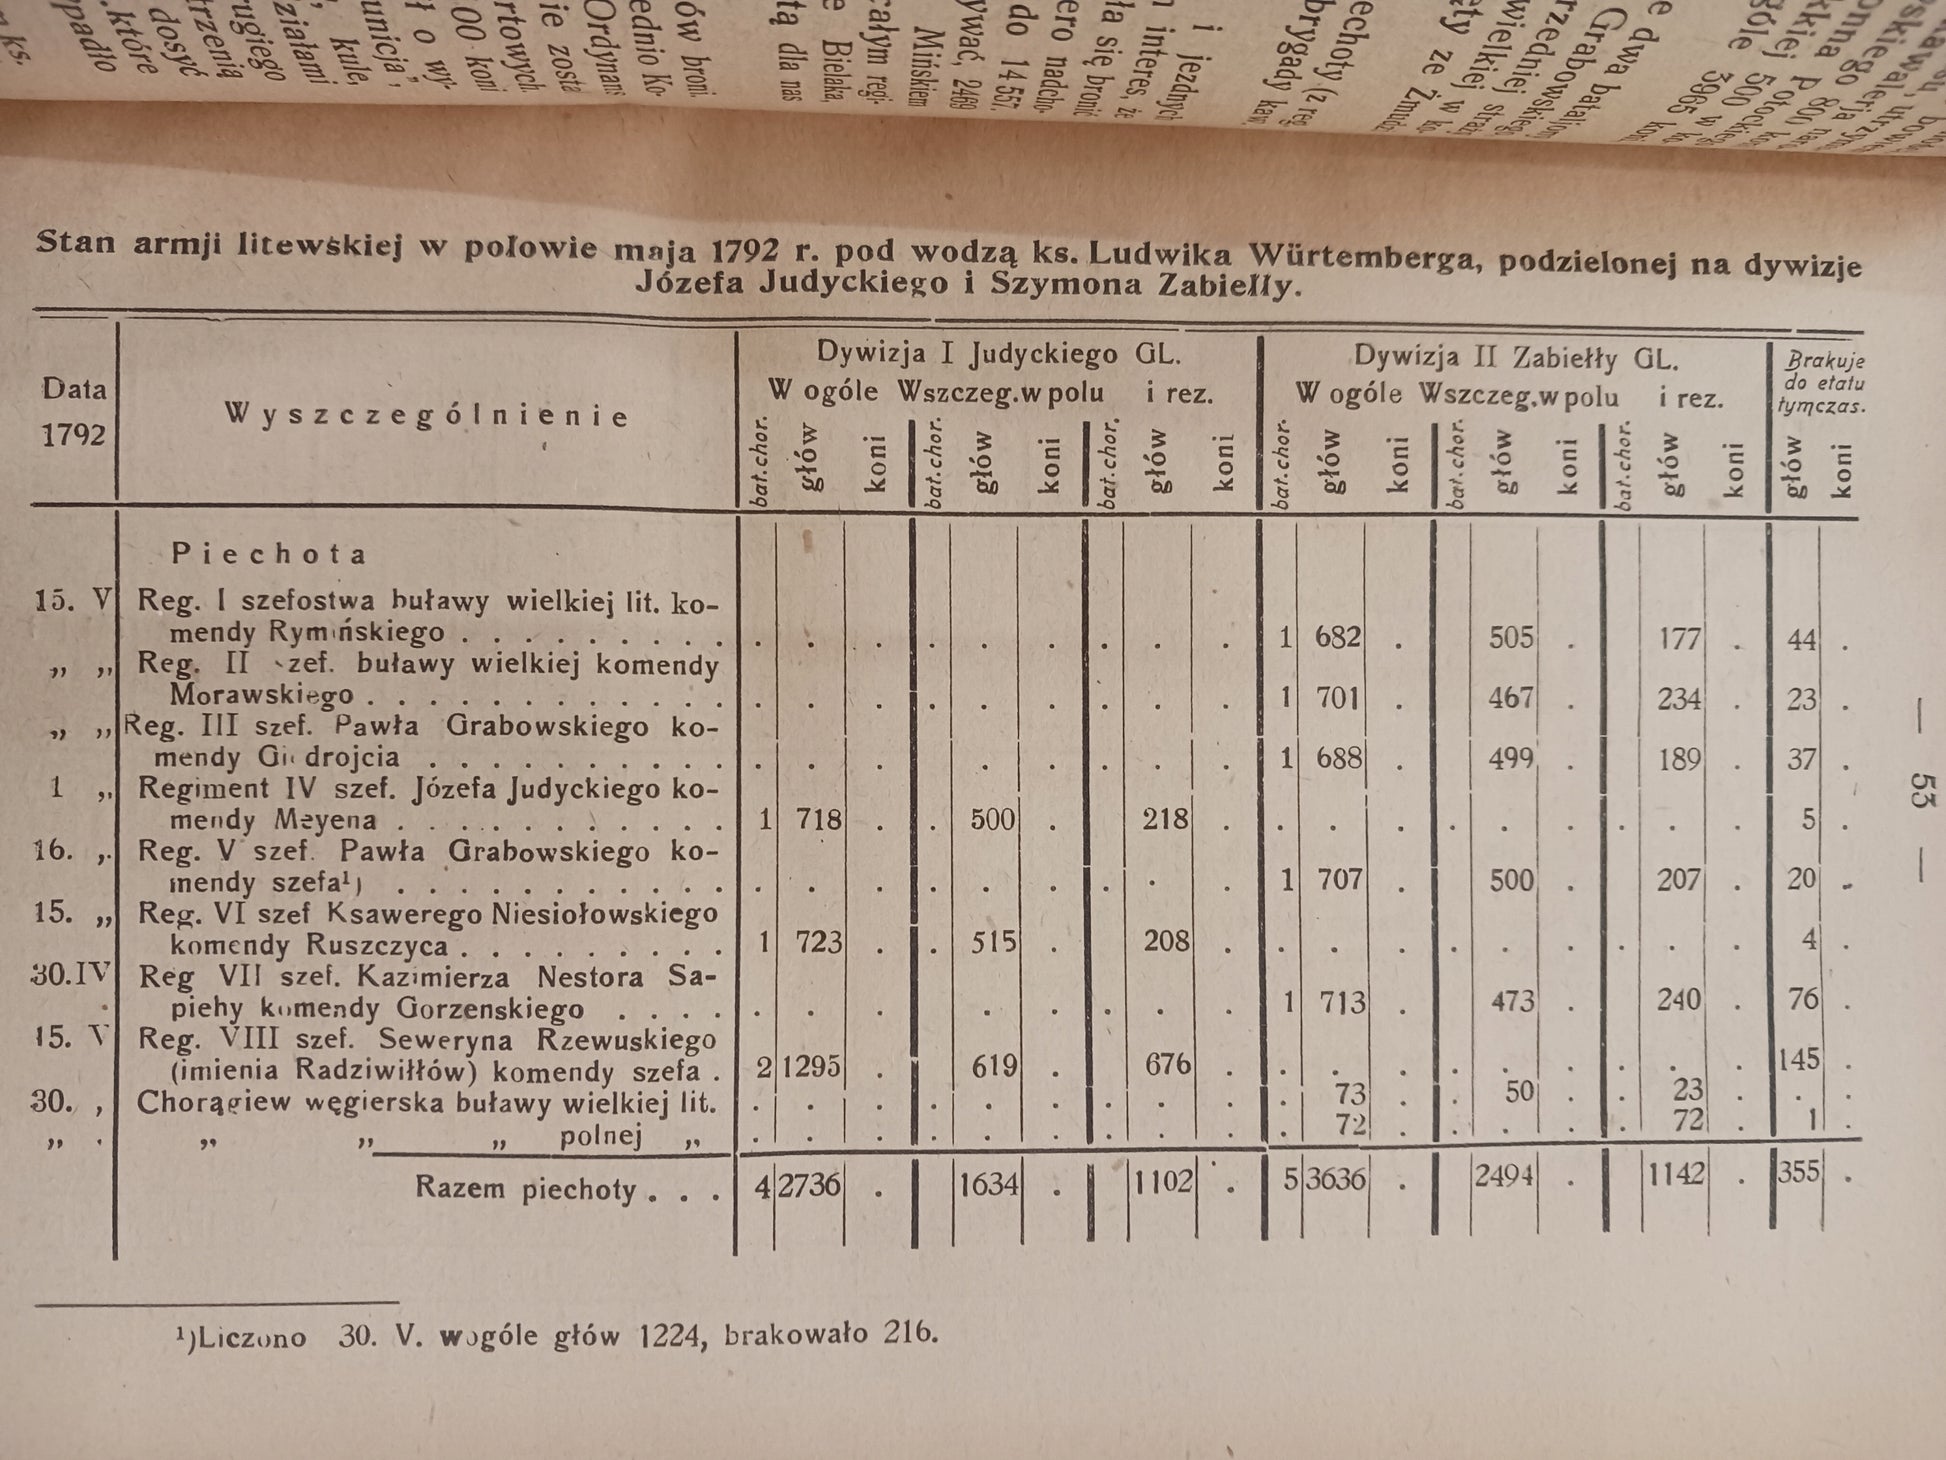 Stan armji litewskiej w połowie maja 1792 r. pod wodzą ks. Ludwika Würtemberga, podzielonej na dywizje
Józefa Judyckiego i Szymona Zabiełły.
Data 1792 | Wyszczególnienie | Dywizja I Judyckiego GL. | Dywizja II Zabiełły GL. | Brakuje do etatu tymczas.
W ogóle Wszczeg. w polu i rez. | W ogóle Wszczeg. w polu i rez.
bat.chor. głów koni | bat.chor. głów koni | bat.chor. głów koni | bat.chor. głów koni | bat.chor. głów koni | bat.chor. głów koni | głów koni
Piechota
15. V Reg. I szefostwa buławy wielkiej lit. ko-
mendy Rymińskiego . . . . . . . . . . . . . . . . . . 1 682 . 505 . 177 . 44 .
„ „ Reg. II szef. buławy wielkiej komendy
Morawskiego . . . . . . . . . . . . . . . . . . . . . 1 701 . 467 . 234 . 23 .
„ „ Reg. III szef. Pawła Grabowskiego ko-
mendy Giedrojcia . . . . . . . . . . . . . . . . . . 1 688 . 499 . 189 . 37 .
1 „ Regiment IV szef. Józefa Judyckiego ko-
mendy Meyena . . . . . . . . . . . 1 718 . . 500 . 218 . . . . . . . . . . 5 .
16. „ Reg. V szef. Pawła Grabowskiego ko-
mendy szefa¹) . . . . . . . . . . . . . . . . . . . . 1 707 . 500 . 207 . 20 .
15. „ Reg. VI szef Ksawerego Niesiołowskiego
komendy Ruszczyca . . . . . . . . . 1 723 . . 515 . 208 . . . . . . . . . . 4 .
30. IV Reg VII szef. Kazimierza Nestora Sa-
piehy komendy Gorzenskiego . . . . . . . . . . . . . 1 713 . 473 . 240 . 76 .
15. V Reg. VIII szef. Seweryna Rzewuskiego
(imienia Radziwiłłów) komendy szefa . 2 1295 . 619 . 676 . . . . . . . . . . 145 .
30. , Chorągiew węgierska buławy wielkiej lit. . . . . . . . . . . 73 . . 50 . . 23 . . .
„ . „ „ „ polnej „ . . . . . . . . . . 72 . . . . . 72 . 1 .
Razem piechoty . . . 4 2736 . 1634 . 1102 . 5 3636 . 2494 . 1142 . 355 .
¹) Liczono 30. V. wogóle głów 1224, brakowało 216.
— 53 —